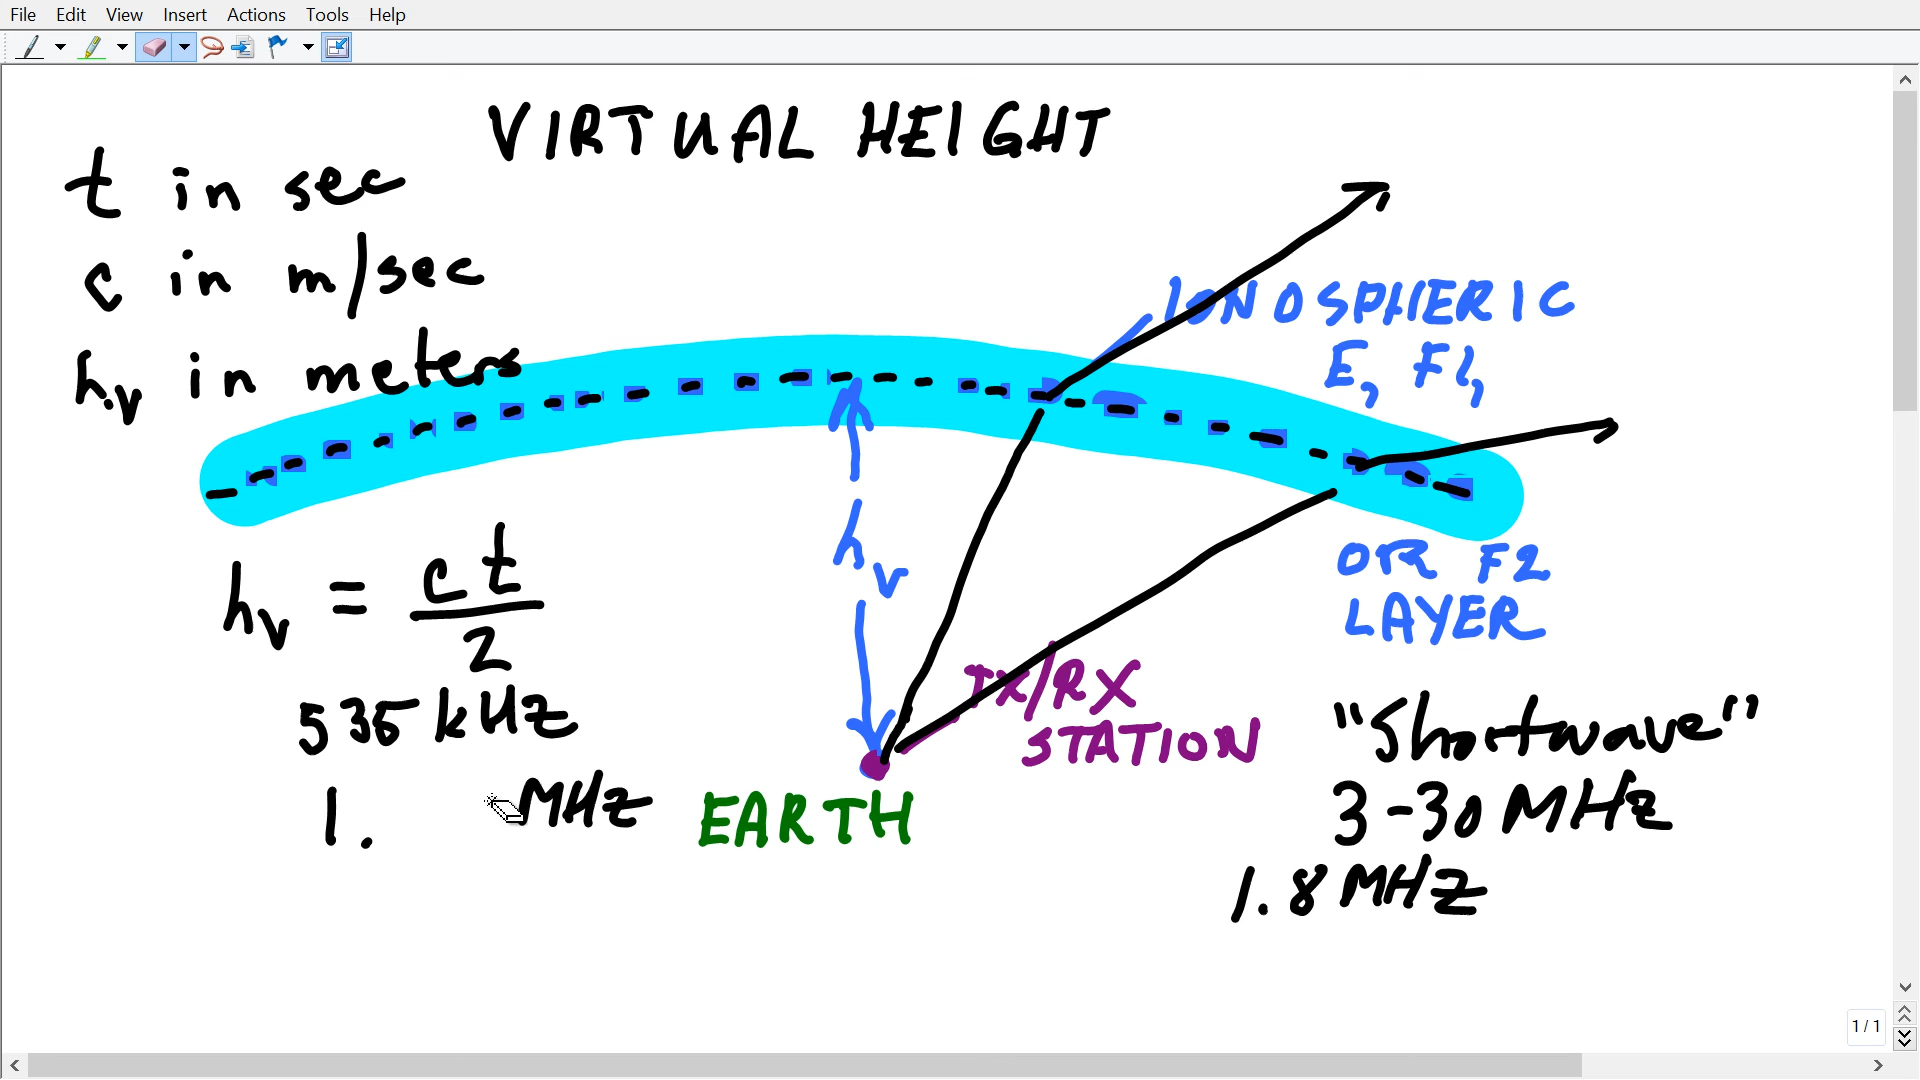 File Edit View Insert Actions Tools Help
VIRTUAL HEIGHT
t in sec
c in m/sec
hv in meters
IONOSPHERIC
E, F1,
OR F2
LAYER
hv
hv = ct/2
535 kHz
1. MHz
TX/RX
STATION
EARTH
"Shortwave"
3-30 MHz
1.8 MHz
1 / 1